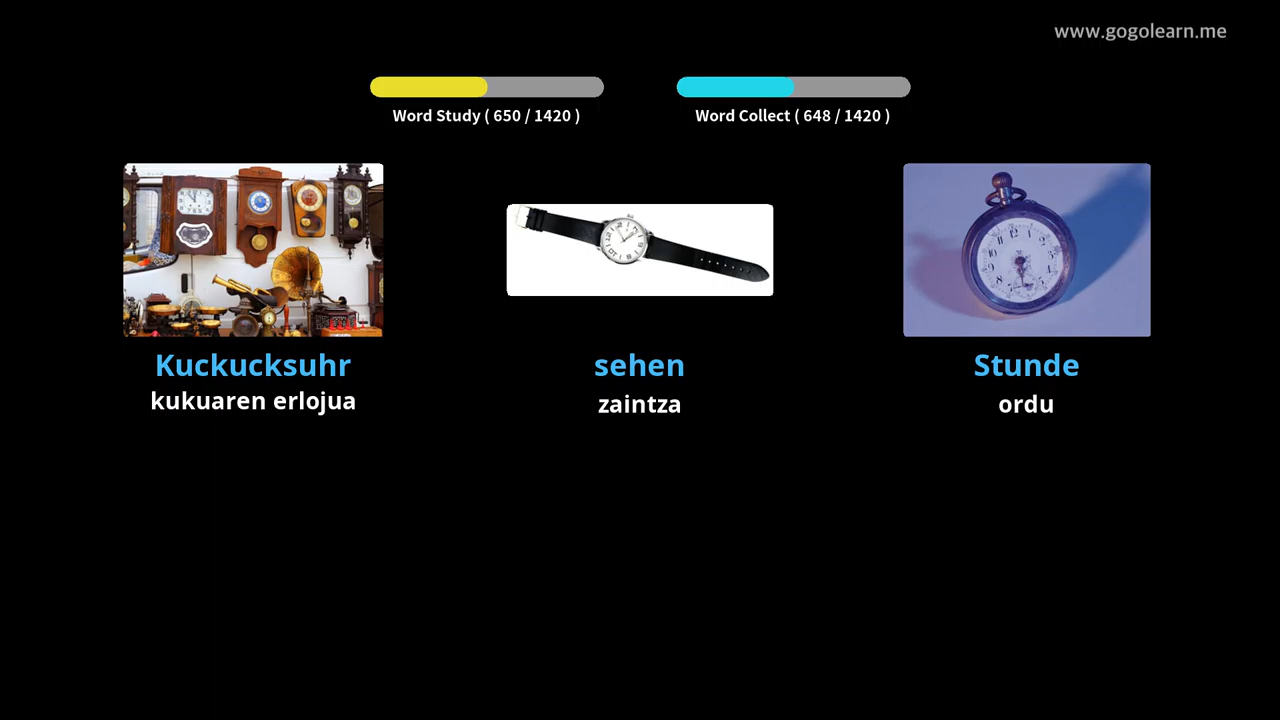 www.gogolearn.me
Word Study ( 650 / 1420 )
Word Collect ( 648 / 1420 )
Kuckucksuhr
kukuaren erlojua
sehen
zaintza
Stunde
ordu